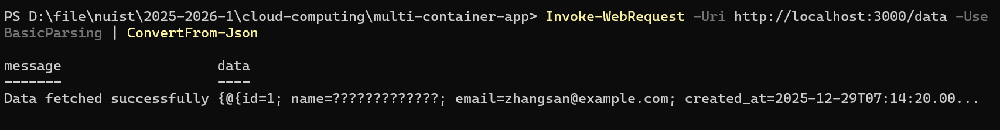 PS D:\file\nuist\2025-2026-1\cloud-computing\multi-container-app> Invoke-WebRequest -Uri http://localhost:3000/data -Use
BasicParsing | ConvertFrom-Json
message data
------- ----
Data fetched successfully {@{id=1; name=?????????????; email=zhangsan@example.com; created_at=2025-12-29T07:14:20.00...